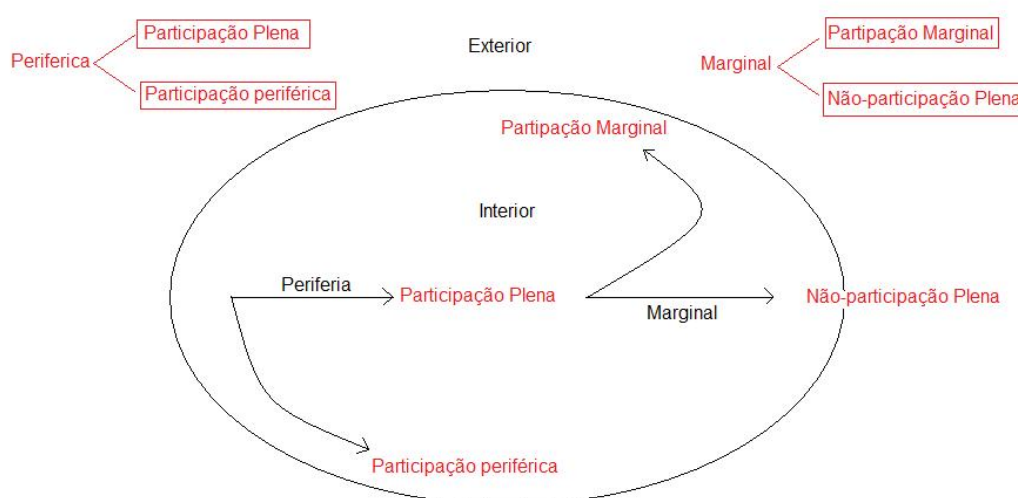 Participação Plena
Periferica
Participação periférica
Exterior
Partipação Marginal
Marginal
Não-participação Plena
Partipação Marginal
Interior
Periferia
Participação Plena
Marginal
Não-participação Plena
Participação periférica